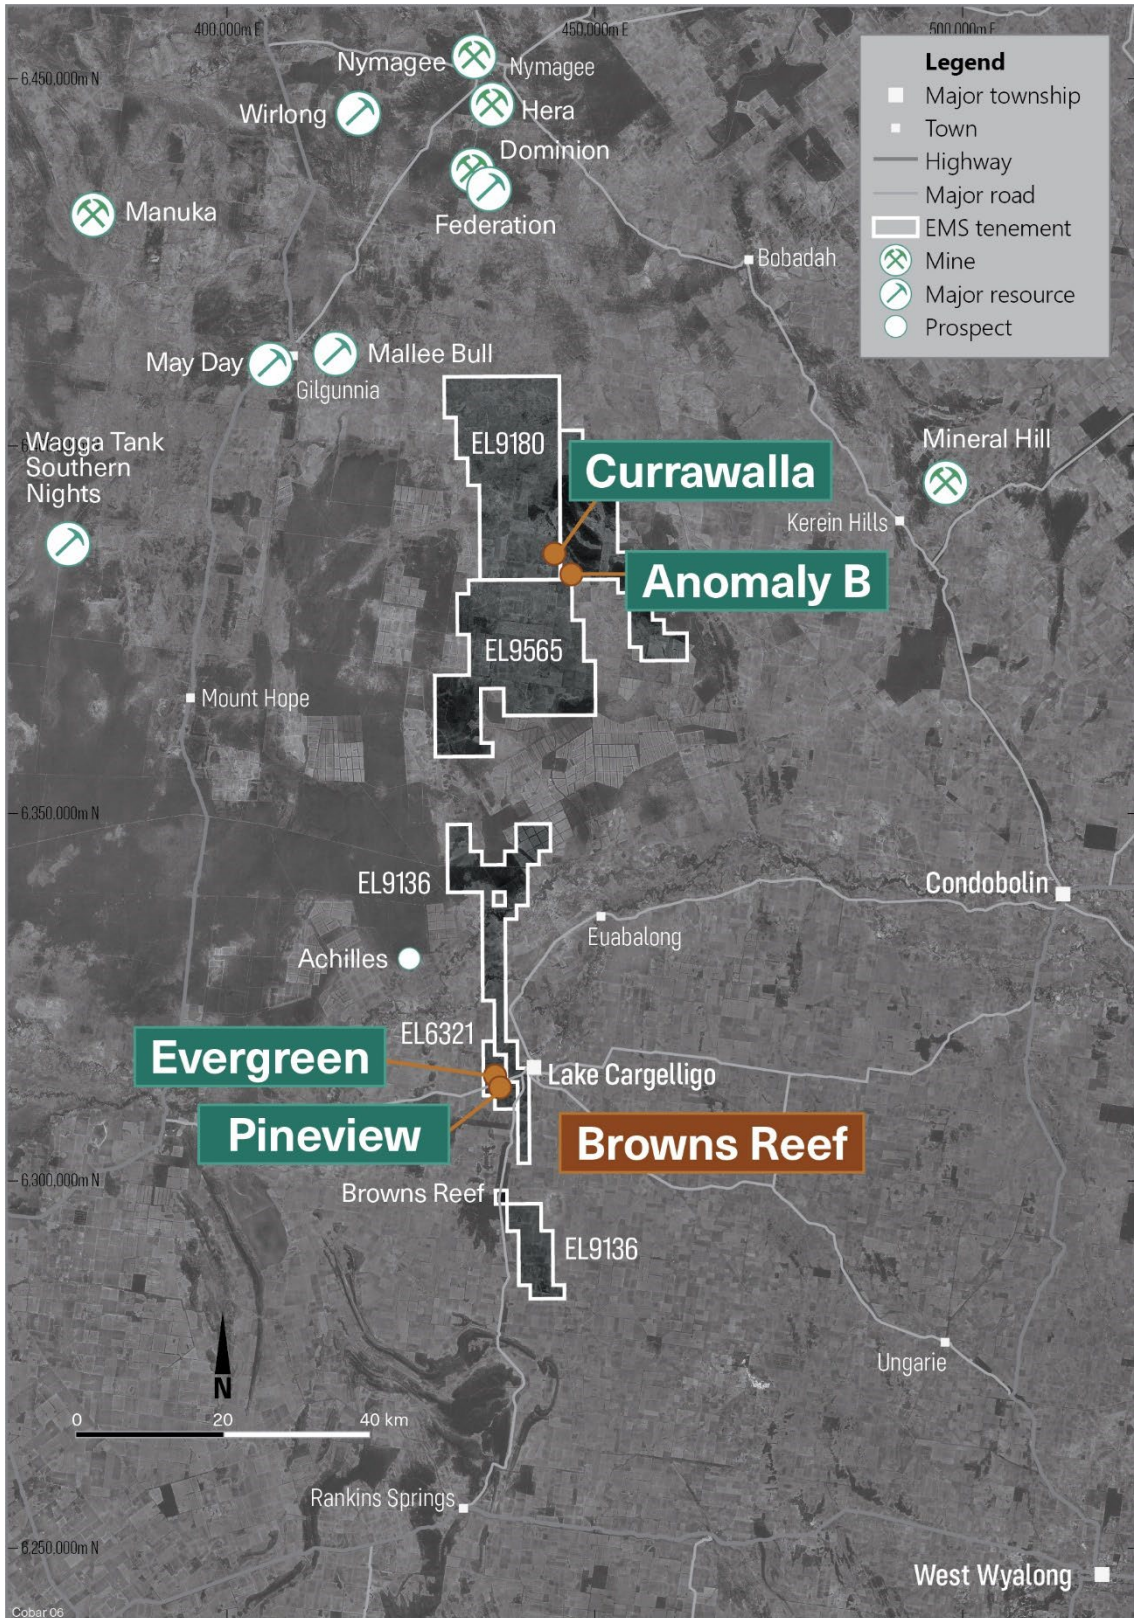 400,000m E
450,000m E
500,000m E
6,450,000m N
Nymagee
Nymagee
Wirlong
Hera
Dominion
Manuka
Federation
Legend
Major township
Town
Highway
Major road
EMS tenement
Mine
Major resource
Prospect
Bobadah
May Day
Mallee Bull
Gilgunnia
Wagga Tank
Southern
Nights
EL9180
Currawalla
Mineral Hill
Kerein Hills
Anomaly B
EL9565
Mount Hope
6,350,000m N
EL9136
Condobolin
Euabalong
Achilles
EL6321
Evergreen
Lake Cargelligo
Pineview
Browns Reef
6,300,000m N
Browns Reef
EL9136
N
0 20 40 km
Ungarie
Rankins Springs
6,250,000m N
West Wyalong
Cobar 06